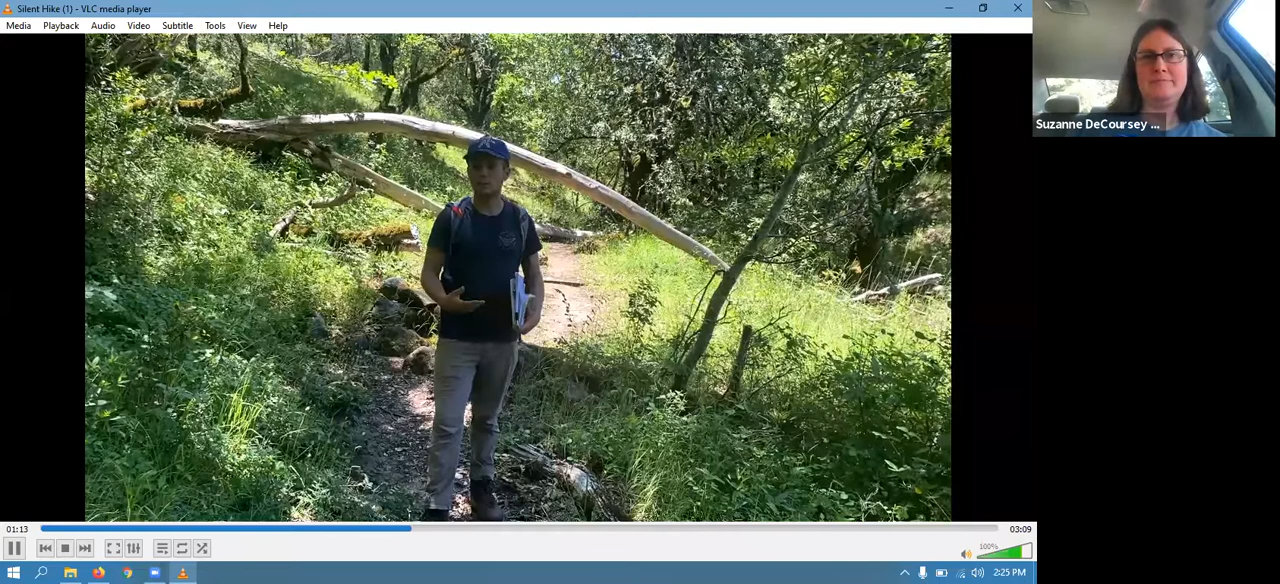 Silent Hike (1) - VLC media player
Media Playback Audio Video Subtitle Tools View Help
Suzanne DeCoursey ...
01:13
03:09
100%
2:25 PM